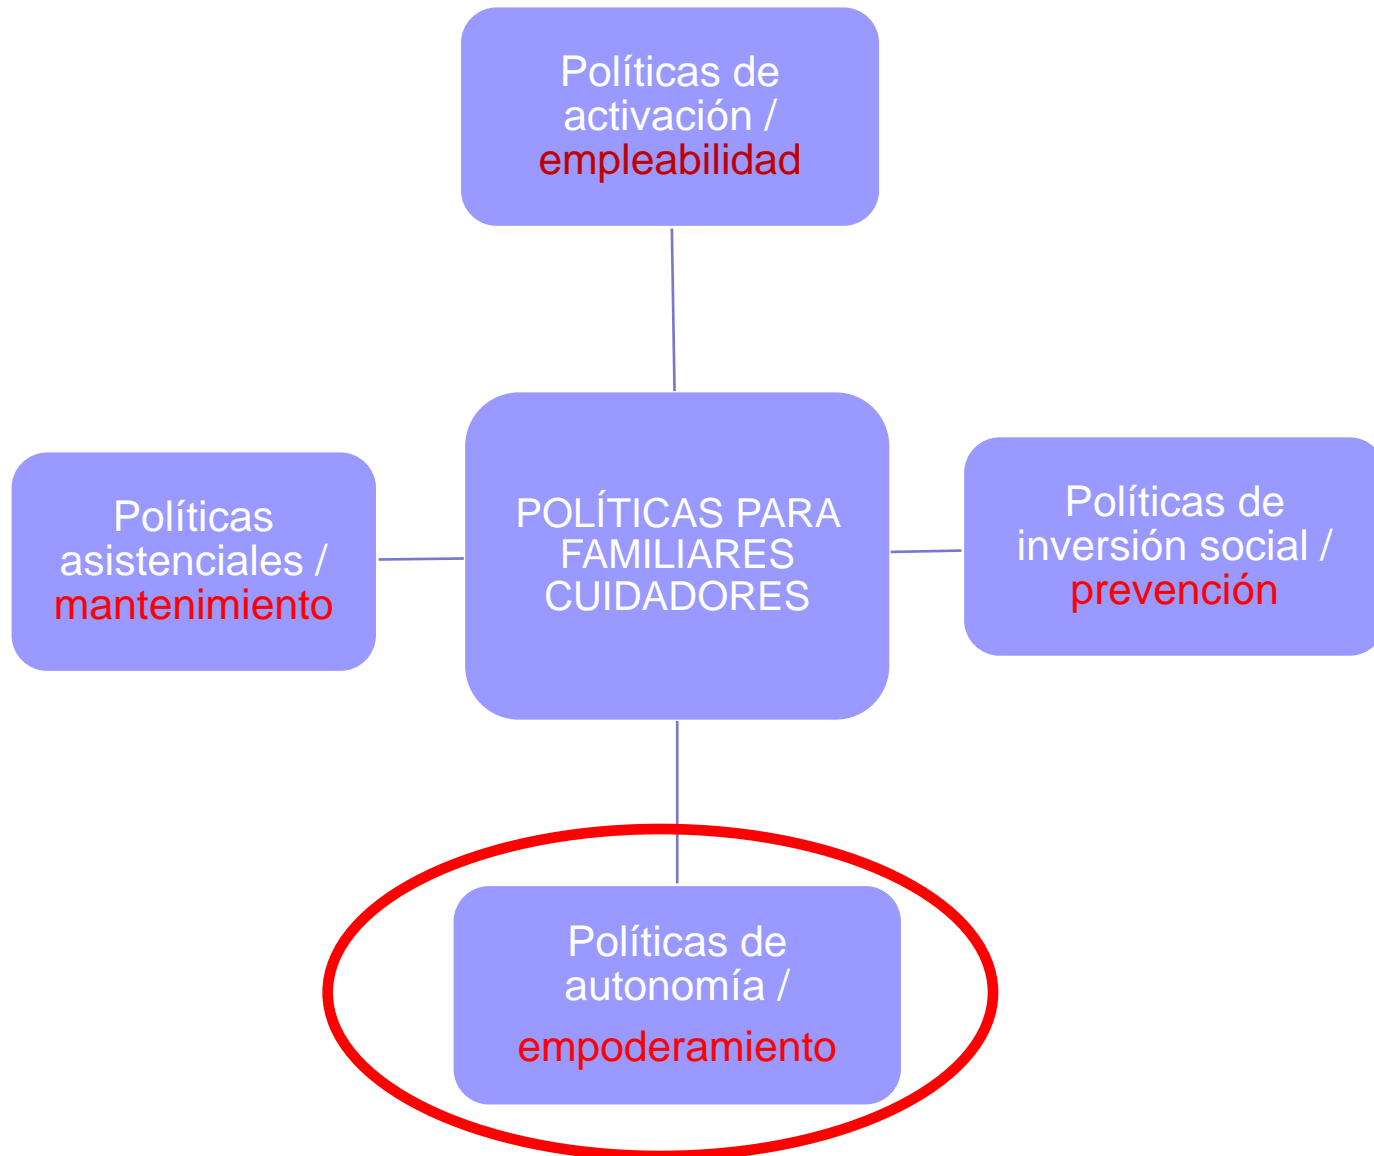 Políticas de
activación /
empleabilidad
Políticas
asistenciales /
mantenimiento
POLÍTICAS PARA
FAMILIARES
CUIDADORES
Políticas de
inversión social /
prevención
Políticas de
autonomía /
empoderamiento